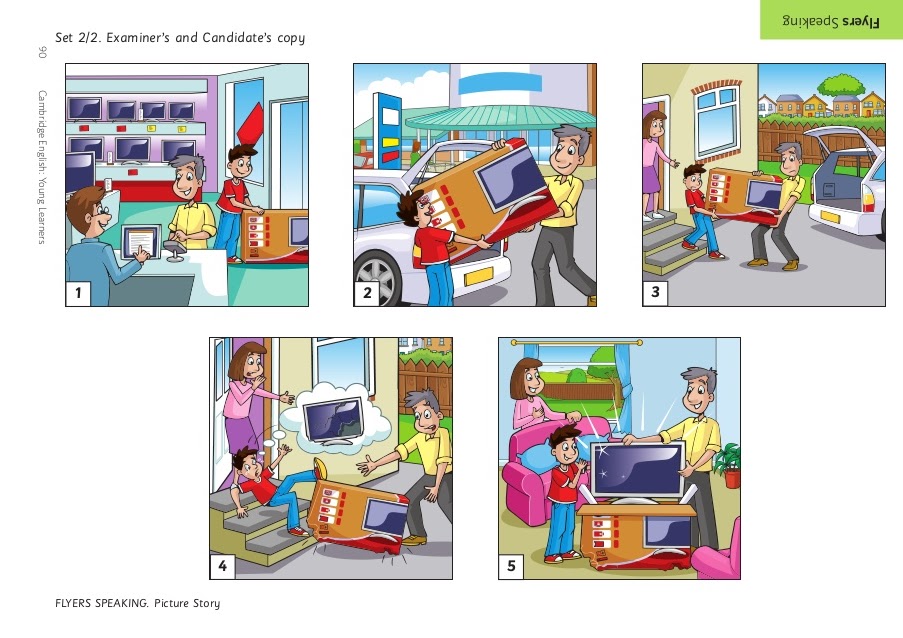 Flyers Speaking
Set 2/2. Examiner's and Candidate's copy
90
Cambridge English: Young Learners
1
2
3
4
5
FLYERS SPEAKING. Picture Story